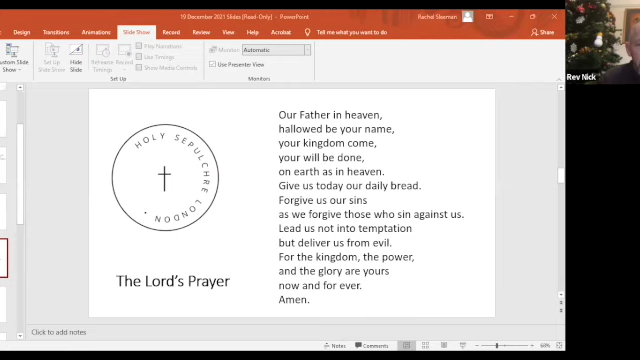 19 December 2021 Slides [Read-Only] - PowerPoint
Rachel Sleeman
Design Transitions Animations Slide Show Record Review View Help Acrobat Tell me what you want to do
Share
Custom Slide Show
Set Up Slide Show
Hide Slide
Rehearse Timings
Record
Play Narrations
Use Timings
Show Media Controls
Set Up
Monitor: Automatic
Use Presenter View
Monitors
Rev Nick
HOLY SEPULCHRE LONDON
The Lord's Prayer
Our Father in heaven,
hallowed be your name,
your kingdom come,
your will be done,
on earth as in heaven.
Give us today our daily bread.
Forgive us our sins
as we forgive those who sin against us.
Lead us not into temptation
but deliver us from evil.
For the kingdom, the power,
and the glory are yours
now and for ever.
Amen.
Click to add notes
Notes Comments 60%